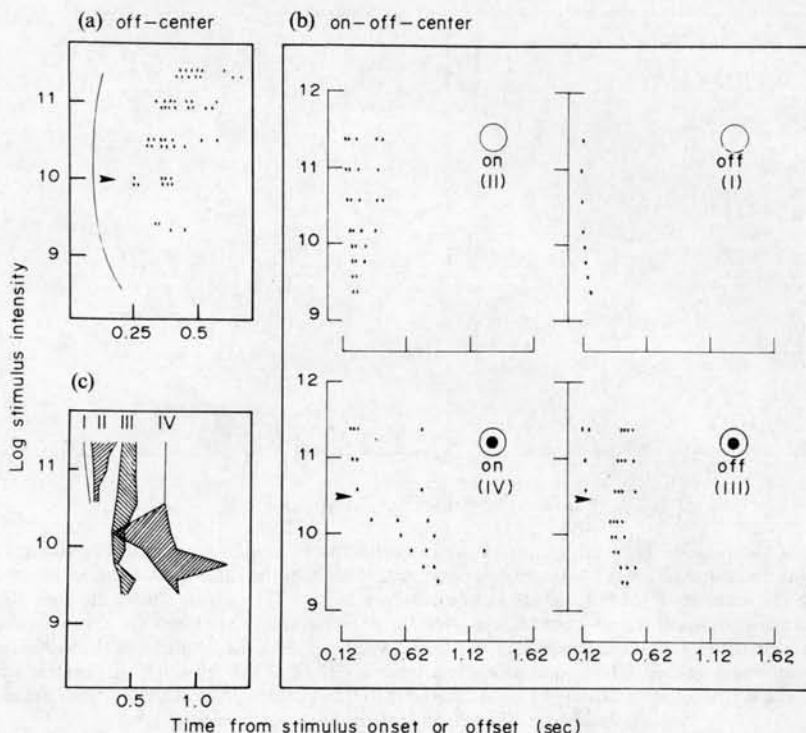 (a) off-center
11
10
9
0.25 0.5
(b) on-off-center
12
11
10
9
on
(II)
off
(I)
12
11
10
9
on
(IV)
off
(III)
0.12 0.62 1.12 1.62
0.12 0.62 1.12 1.62
(c)
I II III IV
11
10
9
0.5 1.0
Log stimulus intensity
Time from stimulus onset or offset (sec)